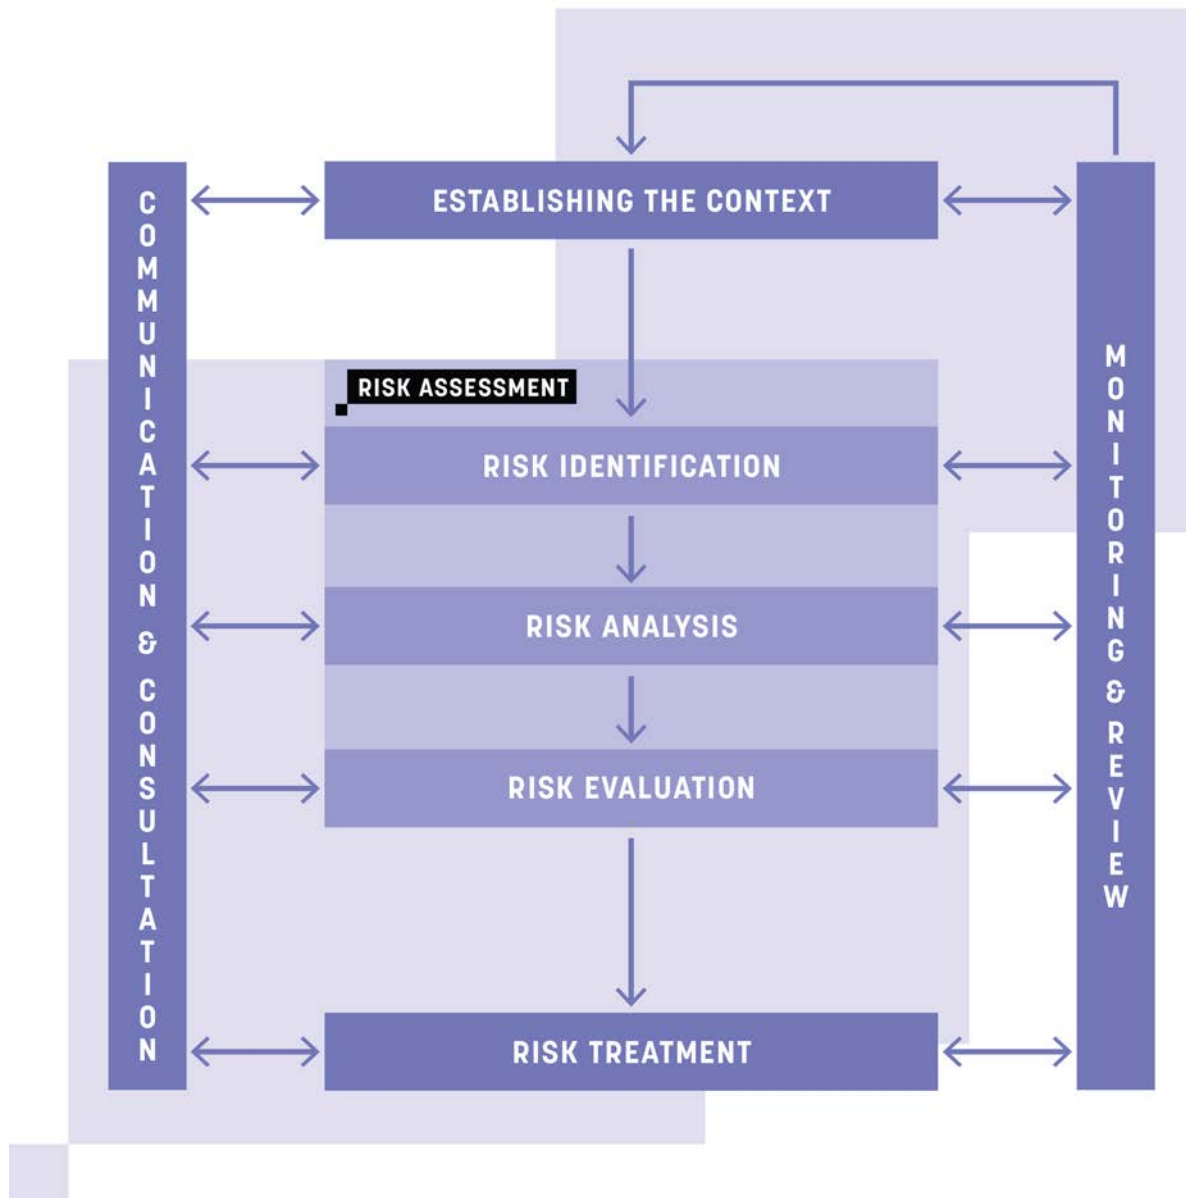 ESTABLISHING THE CONTEXT
COMMUNICATION & CONSULTATION
RISK ASSESSMENT
RISK IDENTIFICATION
RISK ANALYSIS
RISK EVALUATION
RISK TREATMENT
MONITORING & REVIEW